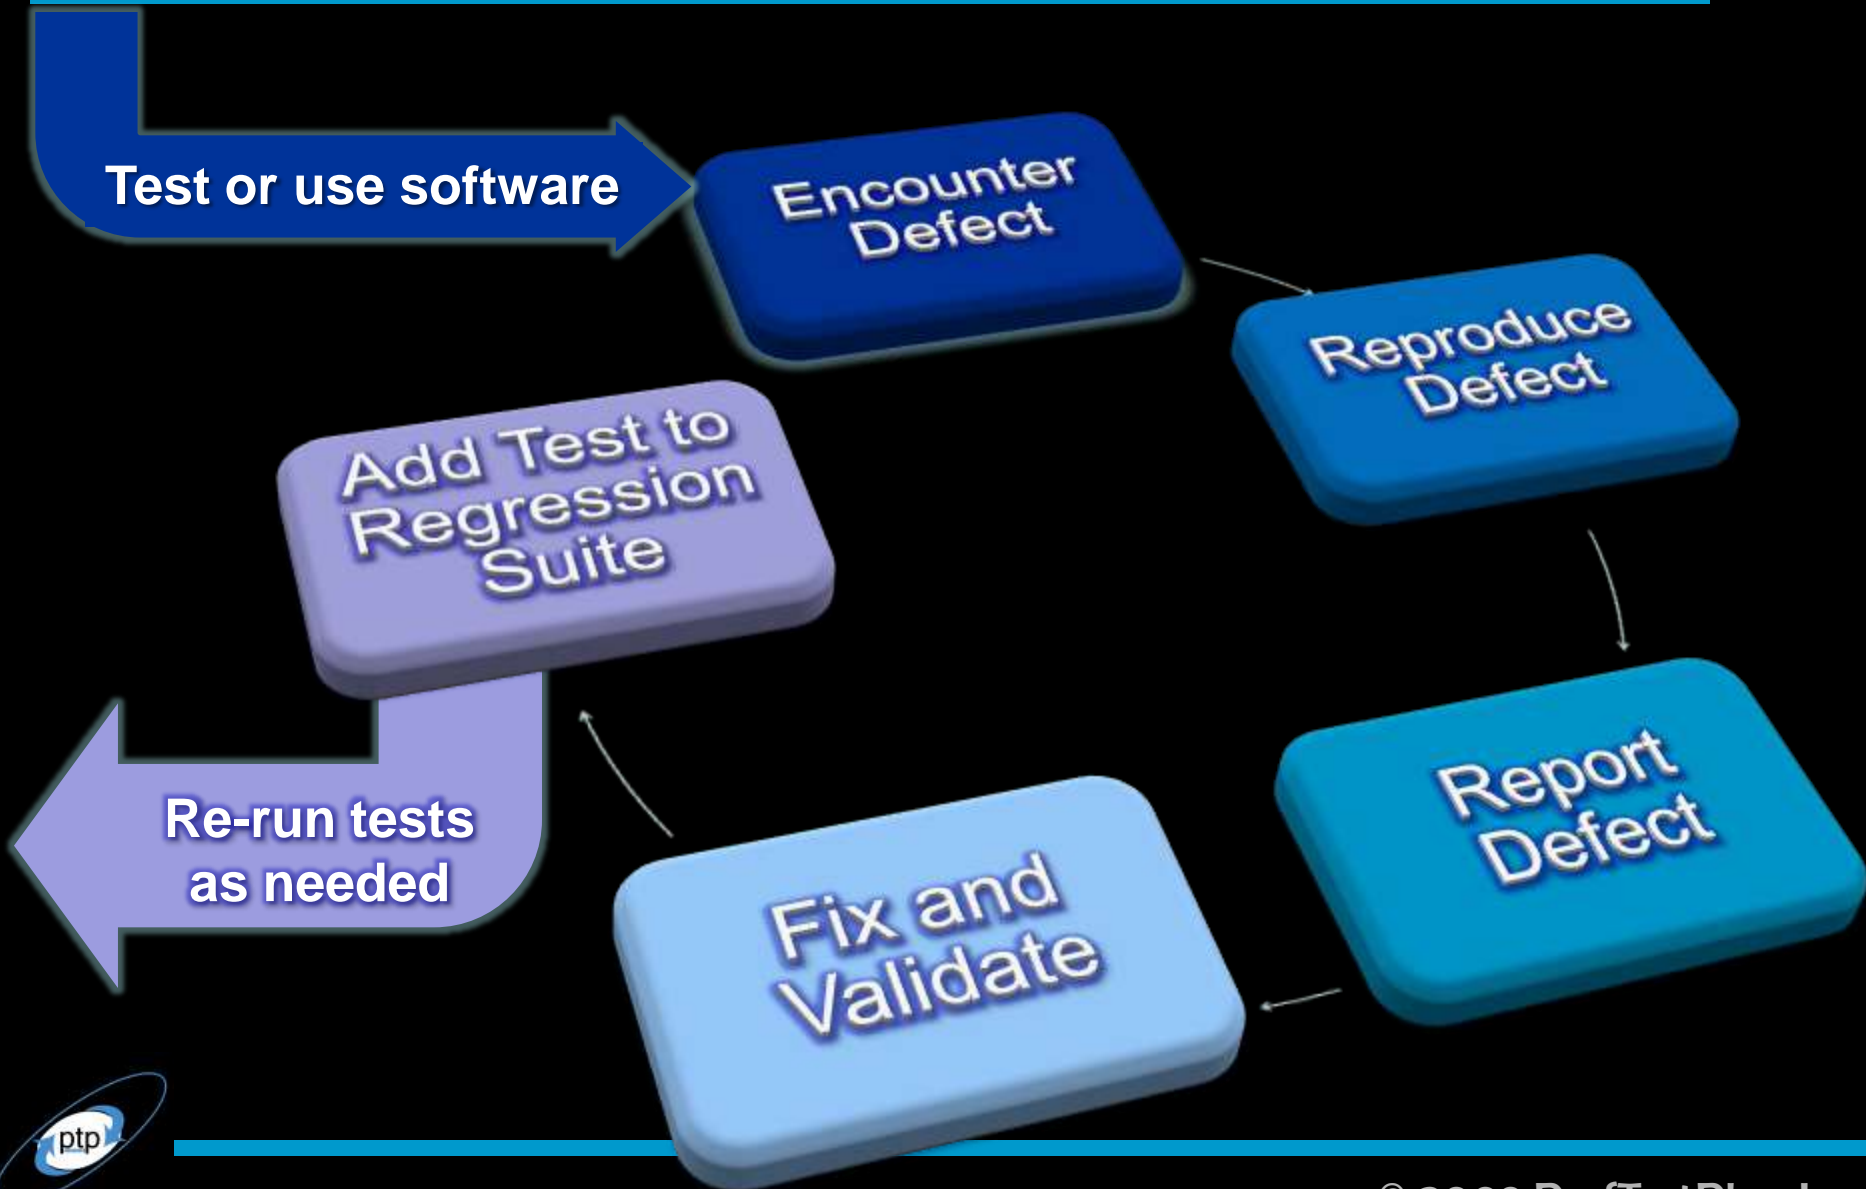 Test or use software
Encounter
Defect
Reproduce
Defect
Add Test to
Regression
Suite
Report
Defect
Re-run tests
as needed
Fix and
Validate
ptp